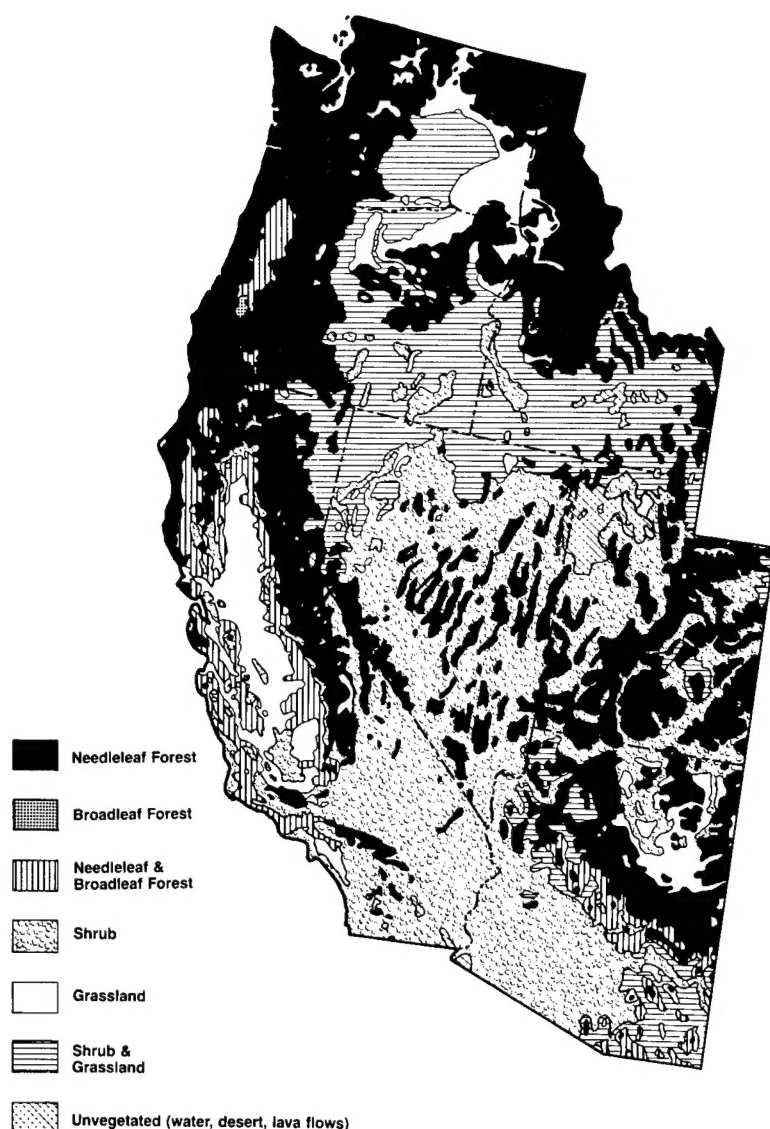 Needleleaf Forest
Broadleaf Forest
Needleleaf &
Broadleaf Forest
Shrub
Grassland
Shrub &
Grassland
Unvegetated (water, desert, lava flows)